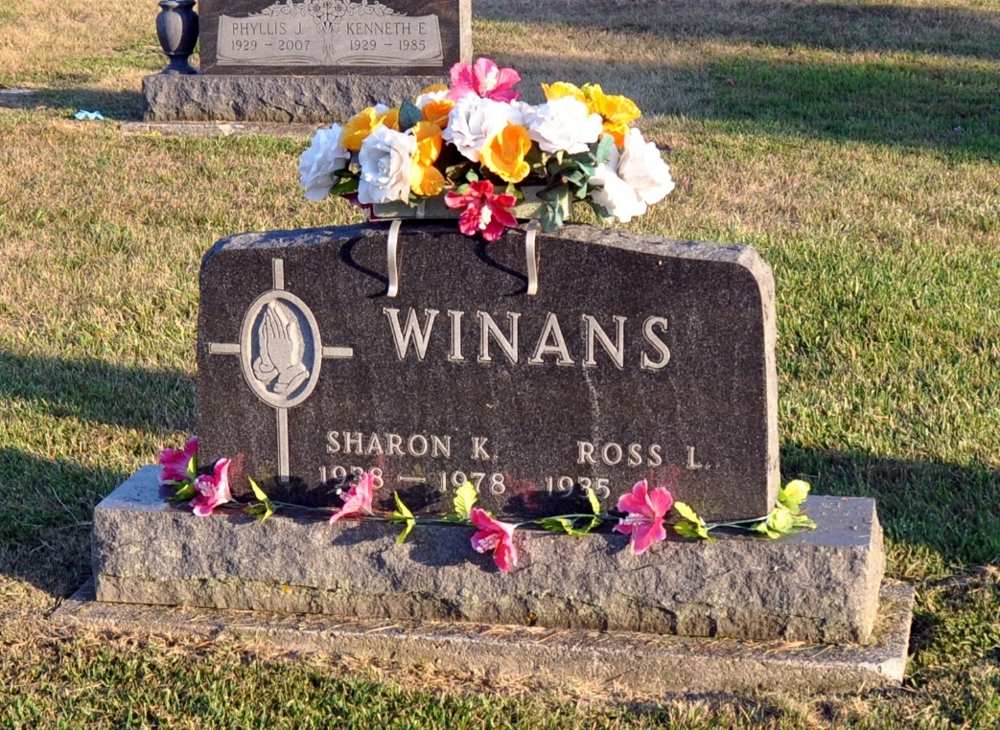 PHYLLIS J. KENNETH E
1929 - 2007 1929 - 1985
WINANS
SHARON K. ROSS L.
1938 - 1978 1935